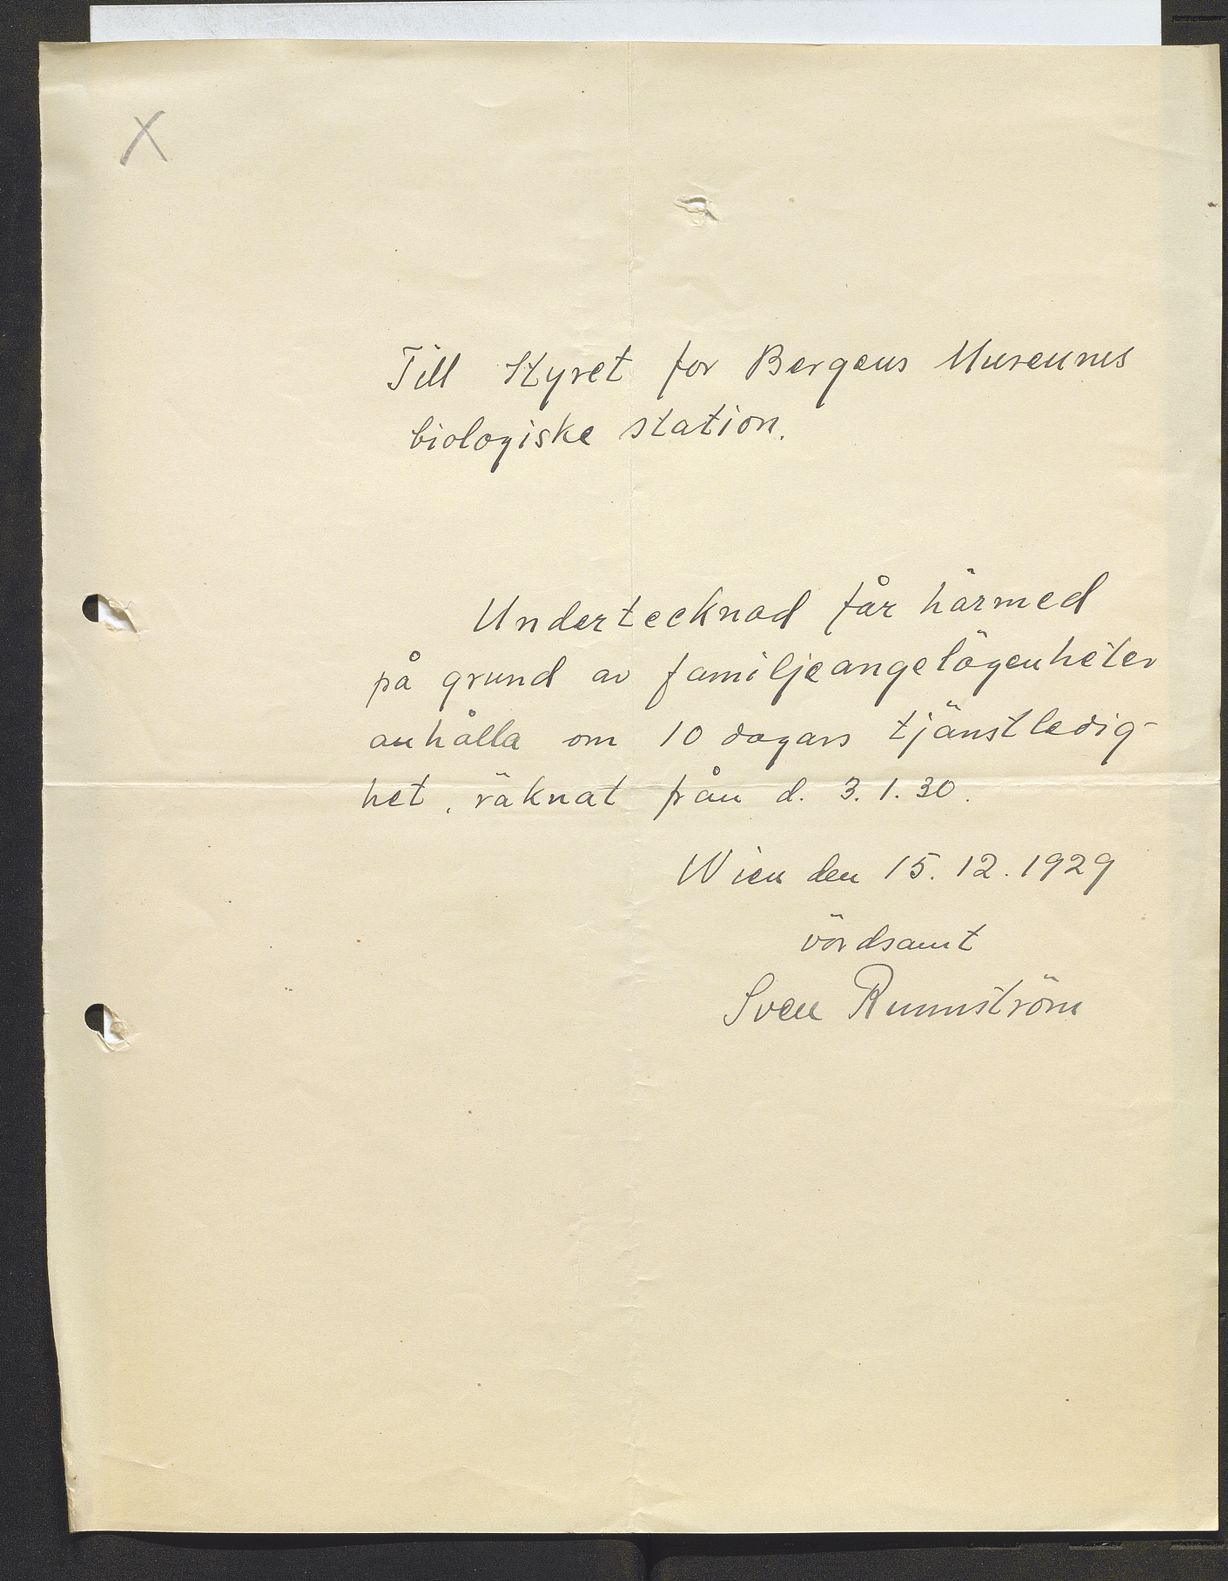 X
Till Styret for Bergens Museums
biologiske station.
Undertecknad får härmed
på grund av familjeangelägenheter
anhålla om 10 dagars tjänstledig-
het, räknat från d. 3.1.30.
Wien den 15.12.1929
vördsamt
Sven Runnström